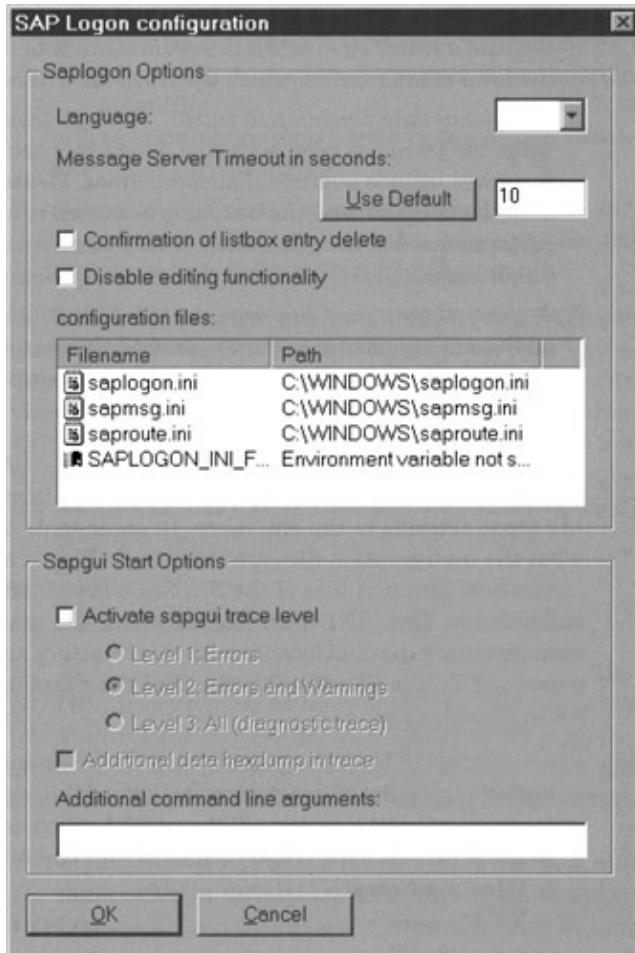 SAP Logon configuration
Saplogon Options
Language:
Message Server Timeout in seconds:
Use Default 10
Confirmation of listbox entry delete
Disable editing functionality
configuration files:
Filename Path
saplogon.ini C:\WINDOWS\saplogon.ini
sapmsg.ini C:\WINDOWS\sapmsg.ini
saproute.ini C:\WINDOWS\saproute.ini
SAPLOGON_INI_F... Environment variable not s...
Sapgui Start Options
Activate sapgui trace level
Level 1: Errors
Level 2: Errors and Warnings
Level 3: All (diagnostic trace)
Additional data hexdump in trace
Additional command line arguments:
OK Cancel